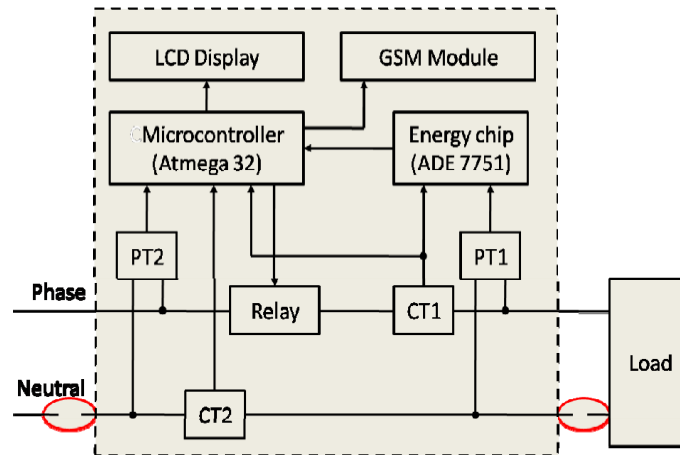 LCD Display
GSM Module
Microcontroller
(Atmega 32)
Energy chip
(ADE 7751)
PT2
PT1
Phase
Relay
CT1
Load
Neutral
CT2